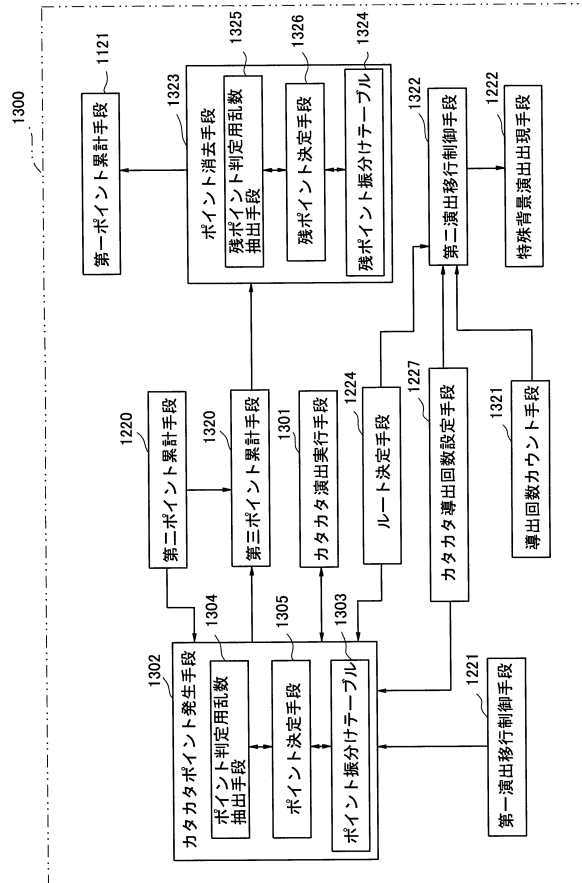 1300
1302
カタカタポイント発生手段
1304
ポイント判定用乱数
抽出手段
1305
ポイント決定手段
1303
ポイント振分けテーブル
1221
第一演出移行制御手段
1220
第二ポイント累計手段
1320
第三ポイント累計手段
1301
カタカタ演出実行手段
1224
ルート決定手段
1227
カタカタ導出回数設定手段
1321
導出回数カウント手段
1121
第一ポイント累計手段
1323
ポイント消去手段
1325
残ポイント判定用乱数
抽出手段
1326
残ポイント決定手段
1324
残ポイント振分けテーブル
1322
第二演出移行制御手段
1222
特殊背景演出出現手段